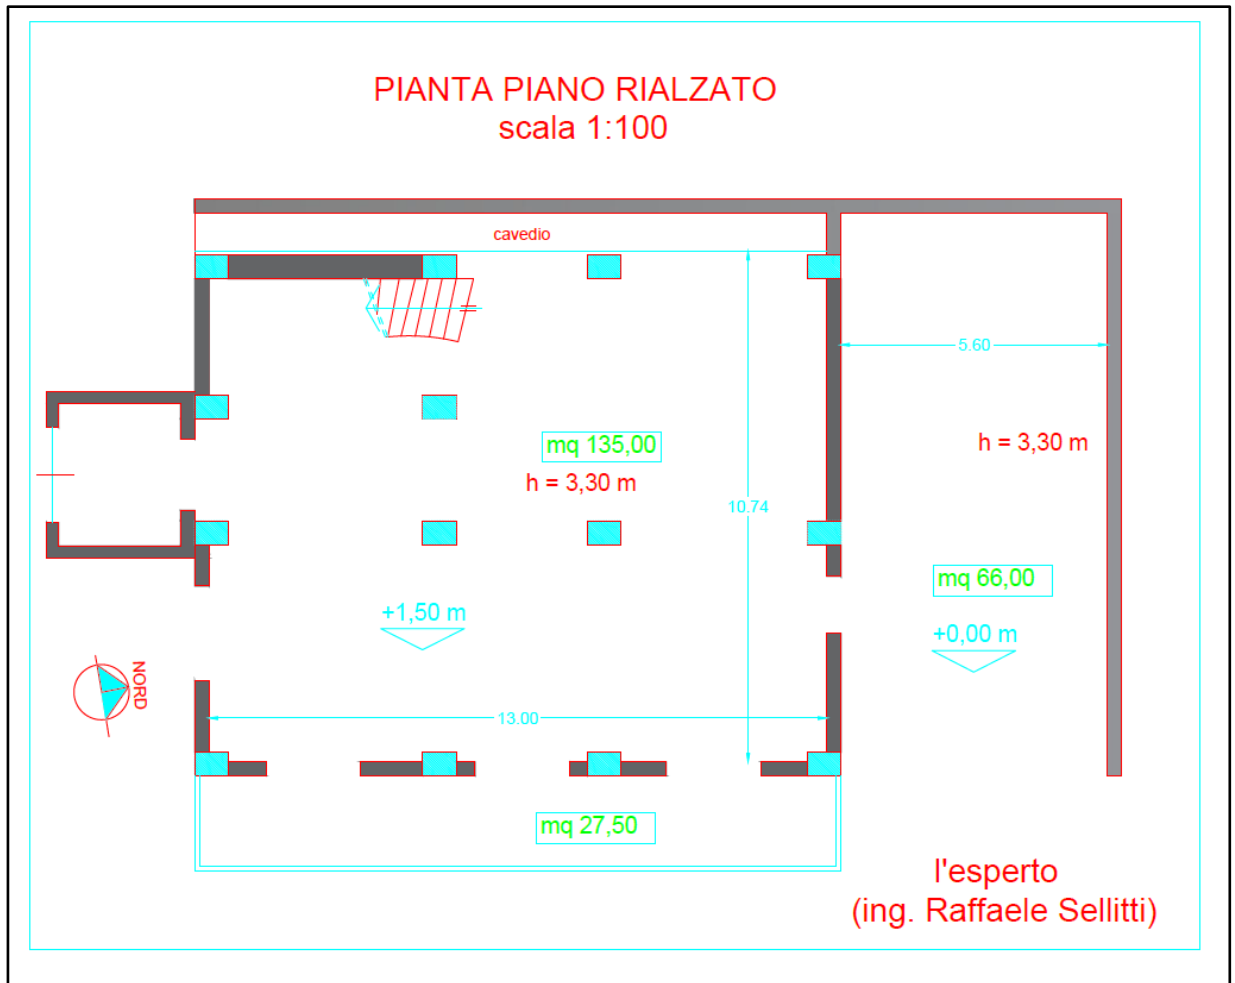 PIANTA PIANO RIALZATO
scala 1:100
cavedio
5.60
mq 135,00
h = 3,30 m
h = 3,30 m
10.74
mq 66,00
+1,50 m
+0,00 m
NORD
13.00
mq 27,50
l'esperto
(ing. Raffaele Sellitti)